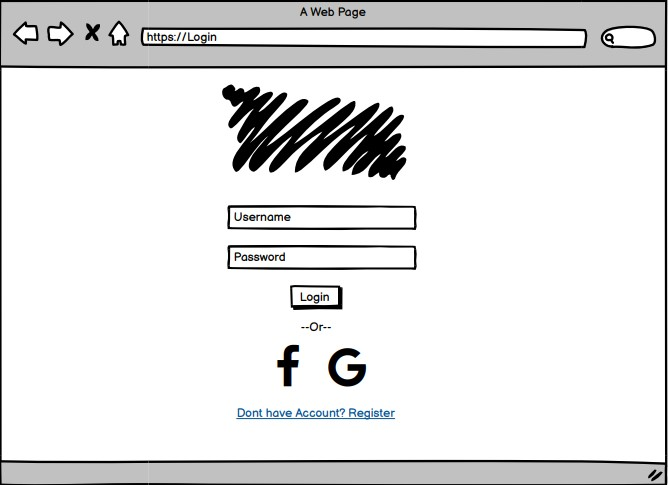 A Web Page
https://Login
Username
Password
Login
--Or--
f G
Dont have Account? Register